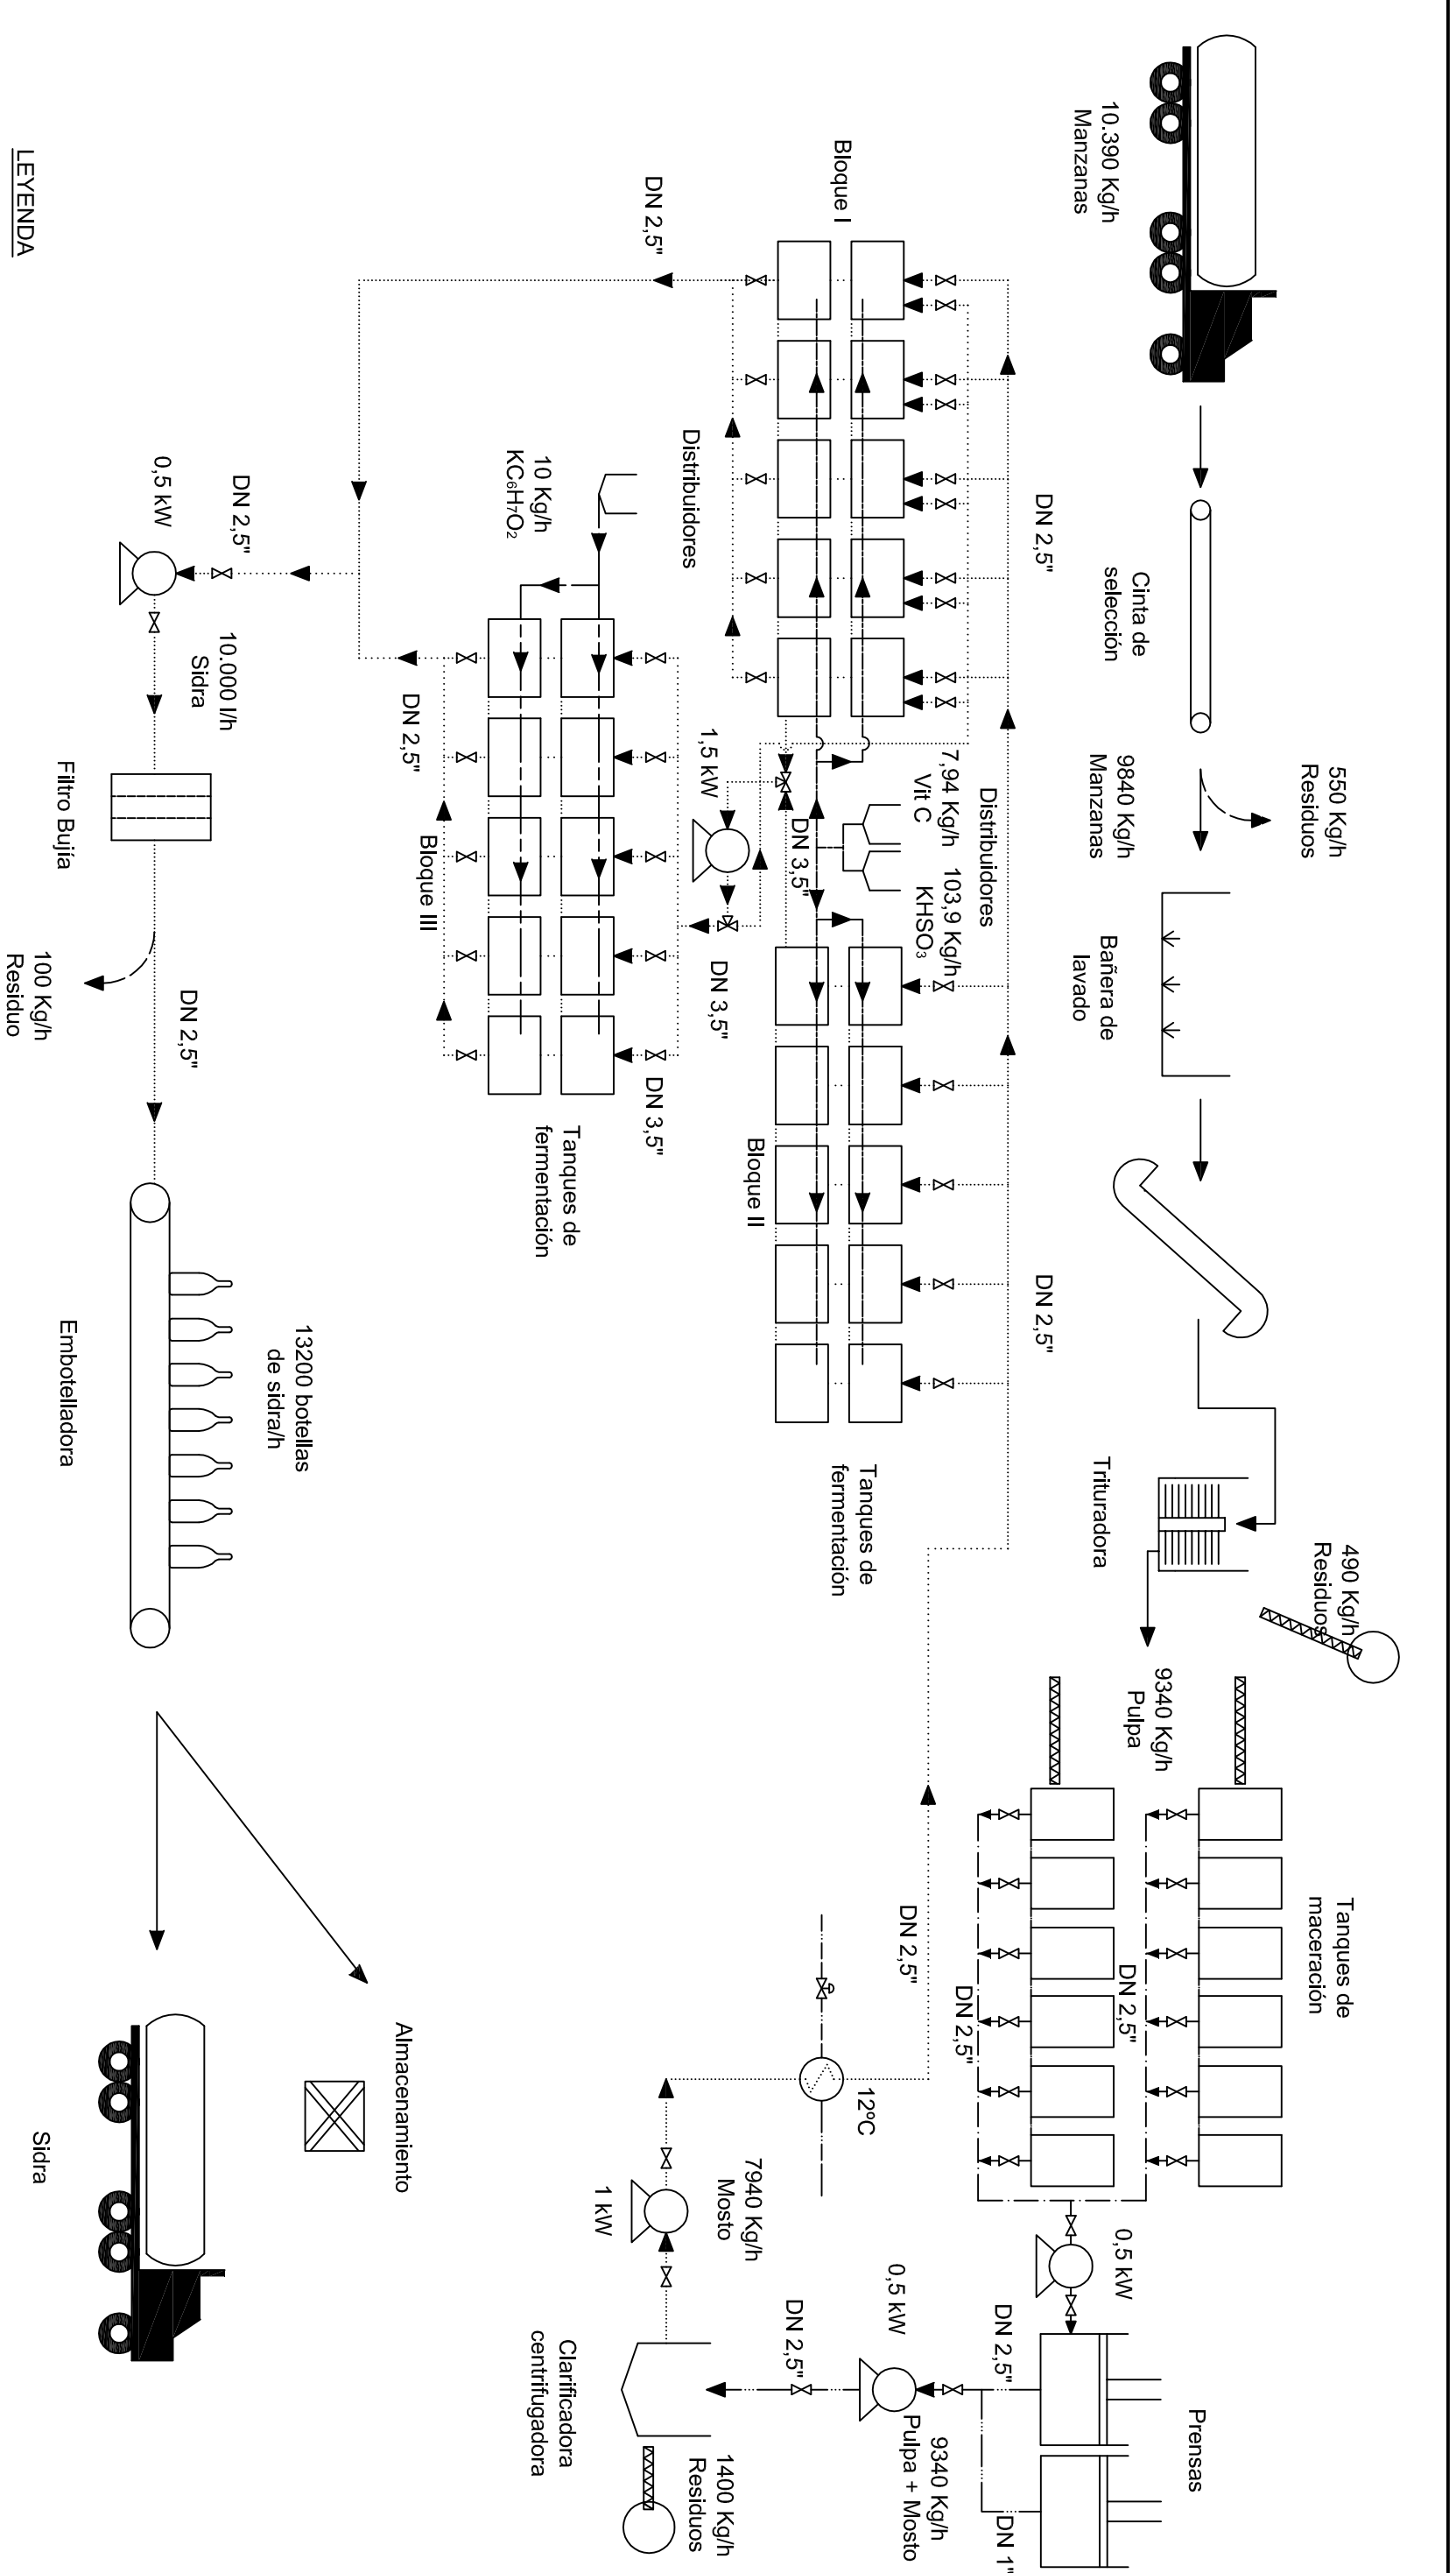 10.390 Kg/h
Manzanas
Cinta de
selección
550 Kg/h
Residuos
9840 Kg/h
Manzanas
Bañera de
lavado
Trituradora
490 Kg/h
Residuos
9340 Kg/h
Pulpa
Tanques de
maceración
DN 2,5"
DN 2,5"
0,5 kW
Prensas
DN 2,5"
DN 1"
0,5 kW
9340 Kg/h
Pulpa + Mosto
DN 2,5"
1400 Kg/h
Residuos
Clarificadora
centrifugadora
7940 Kg/h
Mosto
1 kW
12ºC
DN 2,5"
DN 2,5"
DN 2,5"
Bloque I
Distribuidores
7,94 Kg/h
Vit C
103,9 Kg/h
KHSO₃
Distribuidores
DN 3,5"
1,5 kW
DN 3,5"
Bloque II
Tanques de
fermentación
DN 2,5"
10 Kg/h
KC₆H₇O₂
DN 3,5"
Tanques de
fermentación
Bloque III
DN 2,5"
DN 2,5"
0,5 kW
10.000 l/h
Sidra
Filtro Bujía
100 Kg/h
Residuo
DN 2,5"
13200 botellas
de sidra/h
Embotelladora
Almacenamiento
Sidra
LEYENDA